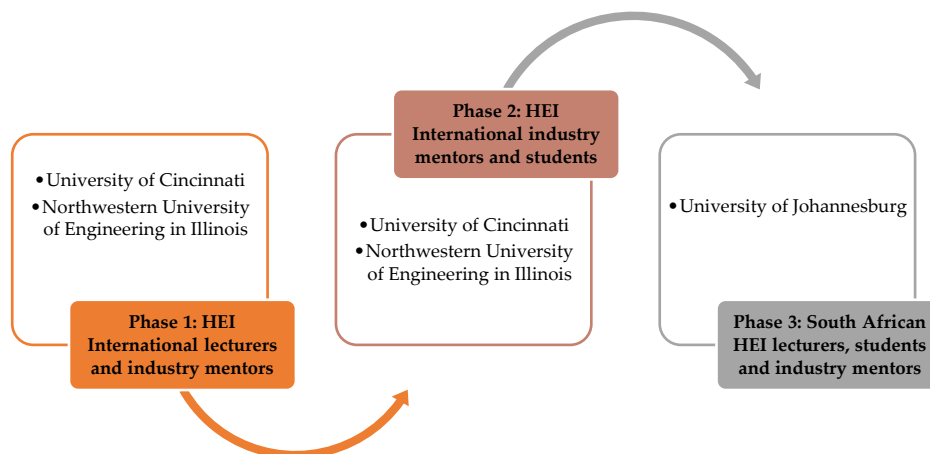 •University of Cincinnati
•Northwestern University
of Engineering in Illinois
Phase 1: HEI
International lecturers
and industry mentors
Phase 2: HEI
International industry
mentors and students
•University of Cincinnati
•Northwestern University
of Engineering in Illinois
•University of Johannesburg
Phase 3: South African
HEI lecturers, students
and industry mentors